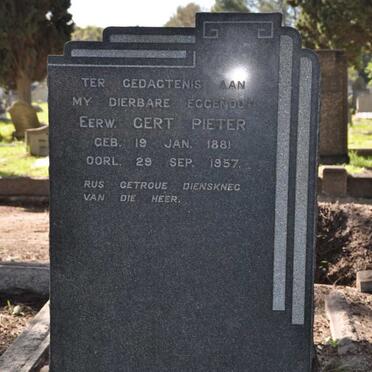 TER GEDAGTENIS AAN
MY DIERBARE EGGENOOT
EERW. GERT PIETER
GEB. 19 JAN. 1881
OORL. 29 SEP. 1957.
RUS GETROUE DIENSKNEG
VAN DIE HEER.